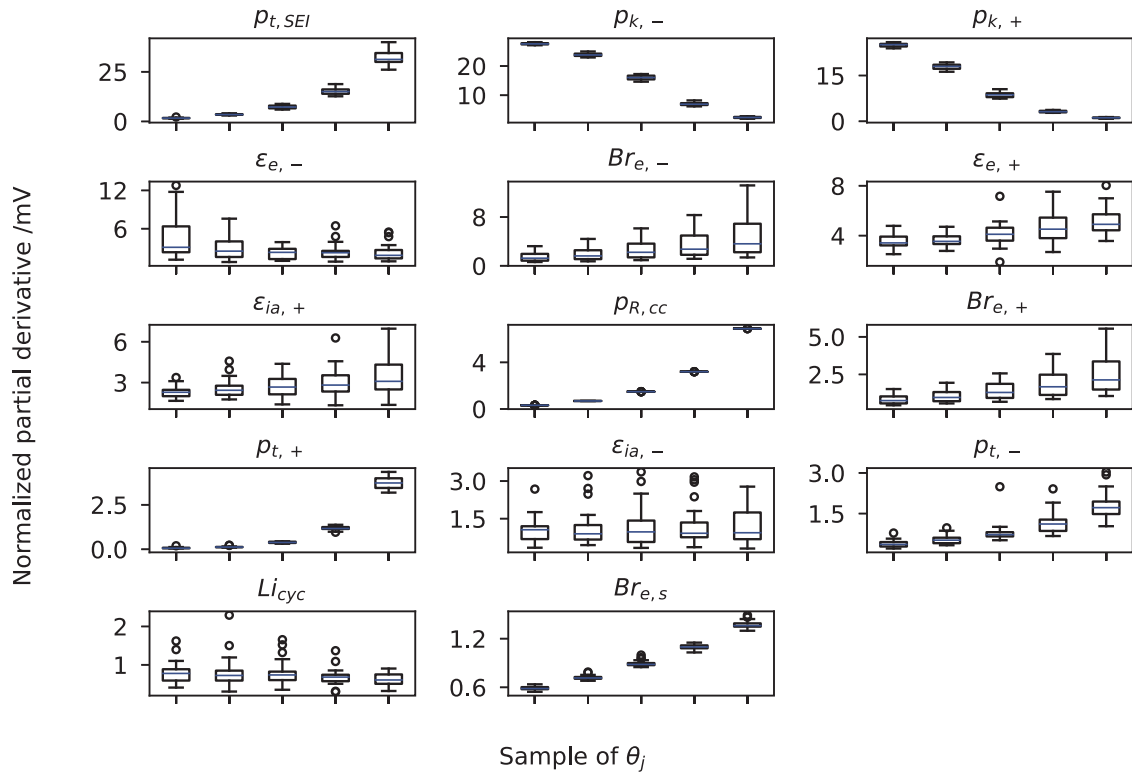 p_{t, SEI} p_{k, −} p_{k, +}
25 20 15
0 10 0
ε_{e, −} Br_{e, −} ε_{e, +}
12 8 8
6 0 4
ε_{ia, +} p_{R, cc} Br_{e, +}
6 4 5.0
3 0 2.5
p_{t, +} ε_{ia, −} p_{t, −}
2.5 3.0 3.0
0.0 1.5 1.5
Li_{cyc} Br_{e, s}
2 1.2
1 0.6
Normalized partial derivative /mV
Sample of θ_j